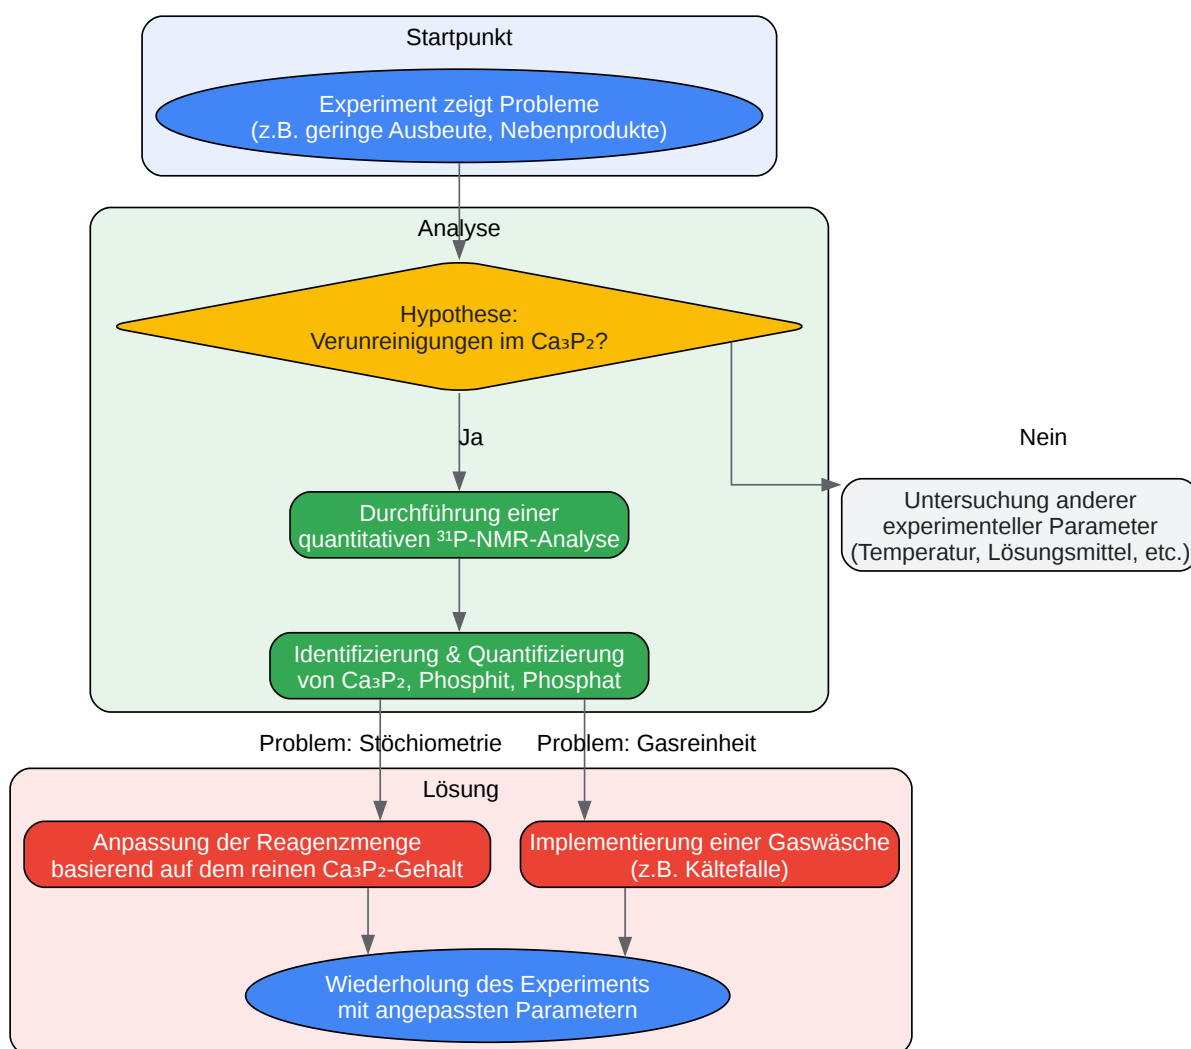 Startpunkt
Experiment zeigt Probleme
(z.B. geringe Ausbeute, Nebenprodukte)
Analyse
Hypothese:
Verunreinigungen im Ca₃P₂?
Ja
Nein
Durchführung einer
quantitativen ³¹P-NMR-Analyse
Untersuchung anderer
experimenteller Parameter
(Temperatur, Lösungsmittel, etc.)
Identifizierung & Quantifizierung
von Ca₃P₂, Phosphit, Phosphat
Problem: Stöchiometrie
Problem: Gasreinheit
Lösung
Anpassung der Reagenzmenge
basierend auf dem reinen Ca₃P₂-Gehalt
Implementierung einer Gaswäsche
(z.B. Kältefalle)
Wiederholung des Experiments
mit angepassten Parametern